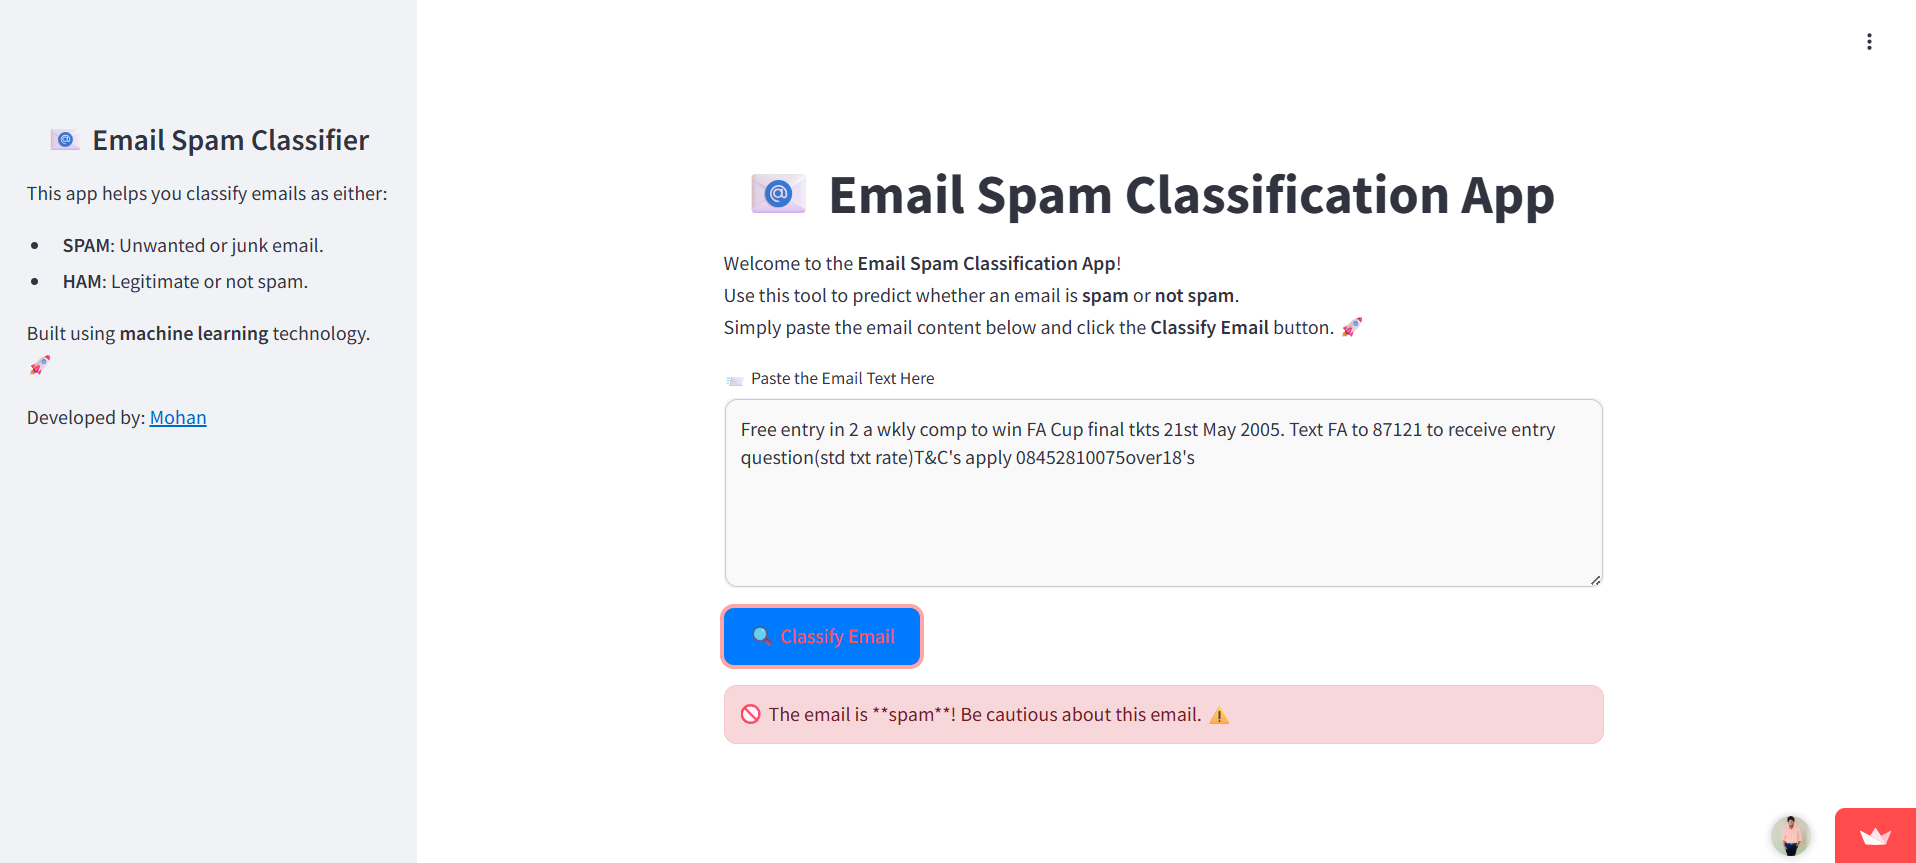 Email Spam Classifier
This app helps you classify emails as either:
SPAM: Unwanted or junk email.
HAM: Legitimate or not spam.
Built using machine learning technology.
Developed by: Mohan
Email Spam Classification App
Welcome to the Email Spam Classification App!
Use this tool to predict whether an email is spam or not spam.
Simply paste the email content below and click the Classify Email button.
Paste the Email Text Here
Free entry in 2 a wkly comp to win FA Cup final tkts 21st May 2005. Text FA to 87121 to receive entry
question(std txt rate)T&C's apply 08452810075over18's
Classify Email
The email is **spam**! Be cautious about this email.